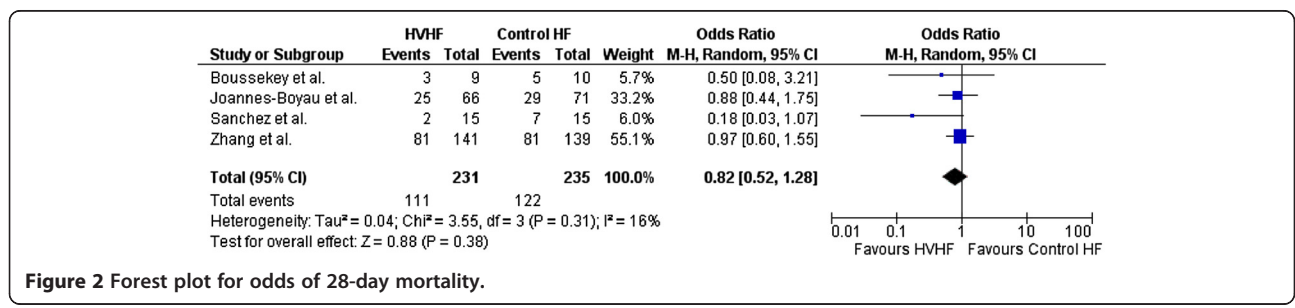 HVHF Control HF Odds Ratio Odds Ratio
Study or Subgroup Events Total Events Total Weight M-H, Random, 95% CI M-H, Random, 95% CI
Boussekey et al. 3 9 5 10 5.7% 0.50 [0.08, 3.21]
Joannes-Boyau et al. 25 66 29 71 33.2% 0.88 [0.44, 1.75]
Sanchez et al. 2 15 7 15 6.0% 0.18 [0.03, 1.07]
Zhang et al. 81 141 81 139 55.1% 0.97 [0.60, 1.55]
Total (95% CI) 231 235 100.0% 0.82 [0.52, 1.28]
Total events 111 122
Heterogeneity: Tau² = 0.04; Chi² = 3.55, df = 3 (P = 0.31); I² = 16%
Test for overall effect: Z = 0.88 (P = 0.38)
0.01 0.1 1 10 100
Favours HVHF Favours Control HF
Figure 2 Forest plot for odds of 28-day mortality.